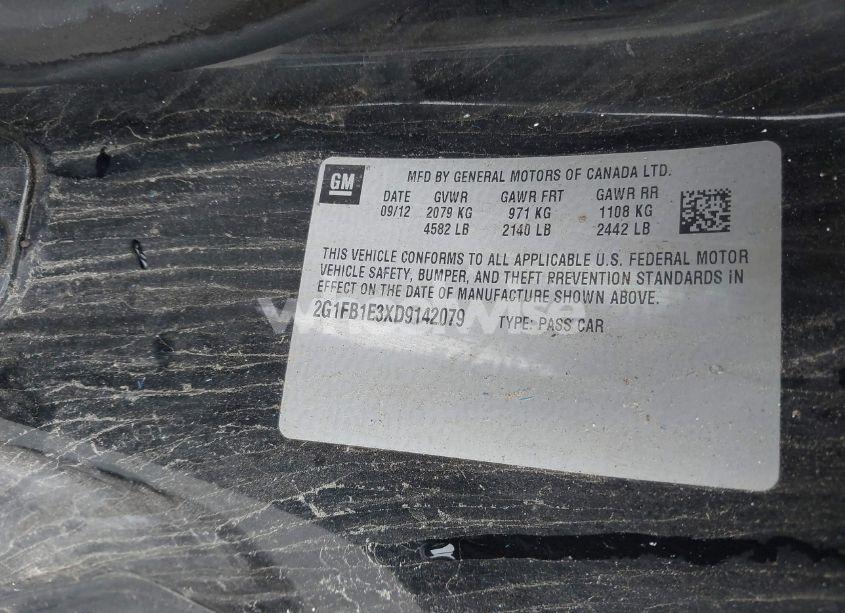 GM
MFD BY GENERAL MOTORS OF CANADA LTD.
DATE GVWR GAWR FRT GAWR RR
09/12 2079 KG 971 KG 1108 KG
4582 LB 2140 LB 2442 LB
THIS VEHICLE CONFORMS TO ALL APPLICABLE U.S. FEDERAL MOTOR
VEHICLE SAFETY, BUMPER, AND THEFT PREVENTION STANDARDS IN
EFFECT ON THE DATE OF MANUFACTURE SHOWN ABOVE.
2G1FB1E3XD9142079 TYPE: PASS CAR